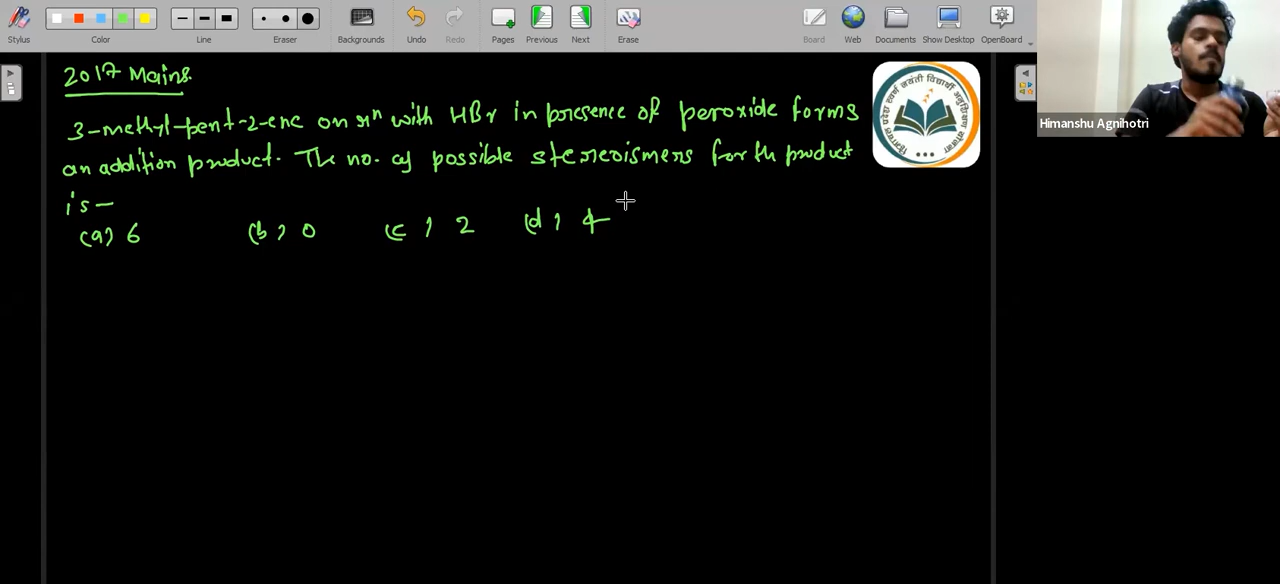 Stylus
Color
Line
Eraser
Backgrounds
Undo
Redo
Pages
Previous
Next
Erase
Board
Web
Documents
Show Desktop
OpenBoard
2017 Mains.
3-methyl-pent-2-ene on rxn with HBr in presence of peroxide forms
an addition product. The no. of possible stereoismers for th product
is-
(a) 6 (b) 0 (c) 2 (d) 4
Himanshu Agnihotri